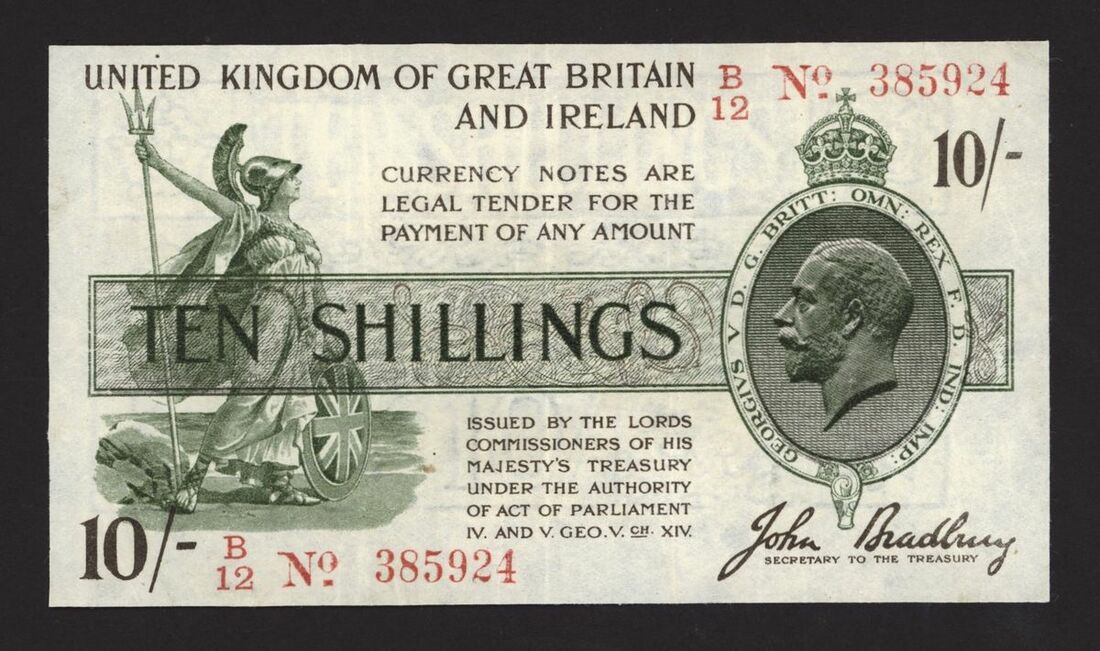 UNITED KINGDOM OF GREAT BRITAIN
AND IRELAND
B
12
No. 385924
10/-
CURRENCY NOTES ARE
LEGAL TENDER FOR THE
PAYMENT OF ANY AMOUNT
TEN SHILLINGS
GEORGIVS V D. G. BRITT: OMN: REX F. D. IND: IMP:
ISSUED BY THE LORDS
COMMISSIONERS OF HIS
MAJESTY'S TREASURY
UNDER THE AUTHORITY
OF ACT OF PARLIAMENT
IV. AND V. GEO. V. CH. XIV.
10/-
B
12
No. 385924
John Bradbury
SECRETARY TO THE TREASURY